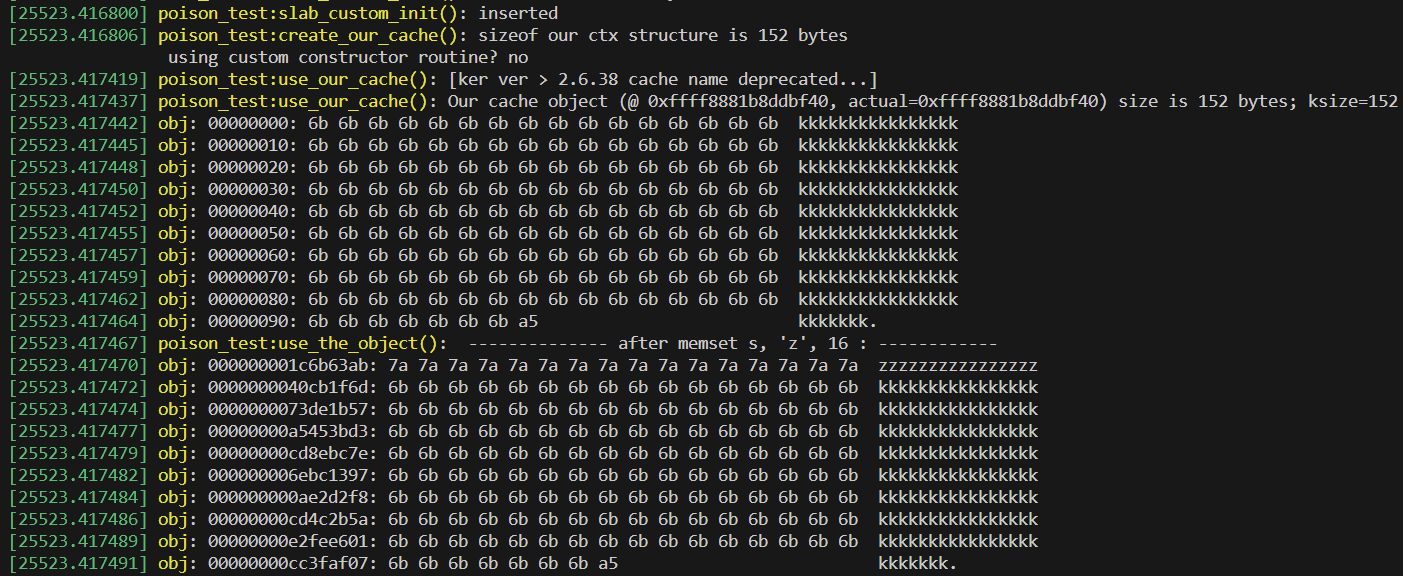 [25523.416800] poison_test:slab_custom_init(): inserted
[25523.416806] poison_test:create_our_cache(): sizeof our ctx structure is 152 bytes
using custom constructor routine? no
[25523.417419] poison_test:use_our_cache(): [ker ver > 2.6.38 cache name deprecated...]
[25523.417437] poison_test:use_our_cache(): Our cache object (@ 0xffff8881b8ddbf40, actual=0xffff8881b8ddbf40) size is 152 bytes; ksize=152
[25523.417442] obj: 00000000: 6b 6b 6b 6b 6b 6b 6b 6b 6b 6b 6b 6b 6b 6b 6b 6b  kkkkkkkkkkkkkkkk
[25523.417445] obj: 00000010: 6b 6b 6b 6b 6b 6b 6b 6b 6b 6b 6b 6b 6b 6b 6b 6b  kkkkkkkkkkkkkkkk
[25523.417448] obj: 00000020: 6b 6b 6b 6b 6b 6b 6b 6b 6b 6b 6b 6b 6b 6b 6b 6b  kkkkkkkkkkkkkkkk
[25523.417450] obj: 00000030: 6b 6b 6b 6b 6b 6b 6b 6b 6b 6b 6b 6b 6b 6b 6b 6b  kkkkkkkkkkkkkkkk
[25523.417452] obj: 00000040: 6b 6b 6b 6b 6b 6b 6b 6b 6b 6b 6b 6b 6b 6b 6b 6b  kkkkkkkkkkkkkkkk
[25523.417455] obj: 00000050: 6b 6b 6b 6b 6b 6b 6b 6b 6b 6b 6b 6b 6b 6b 6b 6b  kkkkkkkkkkkkkkkk
[25523.417457] obj: 00000060: 6b 6b 6b 6b 6b 6b 6b 6b 6b 6b 6b 6b 6b 6b 6b 6b  kkkkkkkkkkkkkkkk
[25523.417459] obj: 00000070: 6b 6b 6b 6b 6b 6b 6b 6b 6b 6b 6b 6b 6b 6b 6b 6b  kkkkkkkkkkkkkkkk
[25523.417462] obj: 00000080: 6b 6b 6b 6b 6b 6b 6b 6b 6b 6b 6b 6b 6b 6b 6b 6b  kkkkkkkkkkkkkkkk
[25523.417464] obj: 00000090: 6b 6b 6b 6b 6b 6b 6b a5                          kkkkkkk.
[25523.417467] poison_test:use_the_object():  -------------- after memset s, 'z', 16 : ------------
[25523.417470] obj: 000000001c6b63ab: 7a 7a 7a 7a 7a 7a 7a 7a 7a 7a 7a 7a 7a 7a 7a 7a  zzzzzzzzzzzzzzzz
[25523.417472] obj: 0000000040cb1f6d: 6b 6b 6b 6b 6b 6b 6b 6b 6b 6b 6b 6b 6b 6b 6b 6b  kkkkkkkkkkkkkkkk
[25523.417474] obj: 0000000073de1b57: 6b 6b 6b 6b 6b 6b 6b 6b 6b 6b 6b 6b 6b 6b 6b 6b  kkkkkkkkkkkkkkkk
[25523.417477] obj: 00000000a5453bd3: 6b 6b 6b 6b 6b 6b 6b 6b 6b 6b 6b 6b 6b 6b 6b 6b  kkkkkkkkkkkkkkkk
[25523.417479] obj: 00000000cd8ebc7e: 6b 6b 6b 6b 6b 6b 6b 6b 6b 6b 6b 6b 6b 6b 6b 6b  kkkkkkkkkkkkkkkk
[25523.417482] obj: 000000006ebc1397: 6b 6b 6b 6b 6b 6b 6b 6b 6b 6b 6b 6b 6b 6b 6b 6b  kkkkkkkkkkkkkkkk
[25523.417484] obj: 000000000ae2d2f8: 6b 6b 6b 6b 6b 6b 6b 6b 6b 6b 6b 6b 6b 6b 6b 6b  kkkkkkkkkkkkkkkk
[25523.417486] obj: 00000000cd4c2b5a: 6b 6b 6b 6b 6b 6b 6b 6b 6b 6b 6b 6b 6b 6b 6b 6b  kkkkkkkkkkkkkkkk
[25523.417489] obj: 00000000e2fee601: 6b 6b 6b 6b 6b 6b 6b 6b 6b 6b 6b 6b 6b 6b 6b 6b  kkkkkkkkkkkkkkkk
[25523.417491] obj: 00000000cc3faf07: 6b 6b 6b 6b 6b 6b 6b a5                          kkkkkkk.